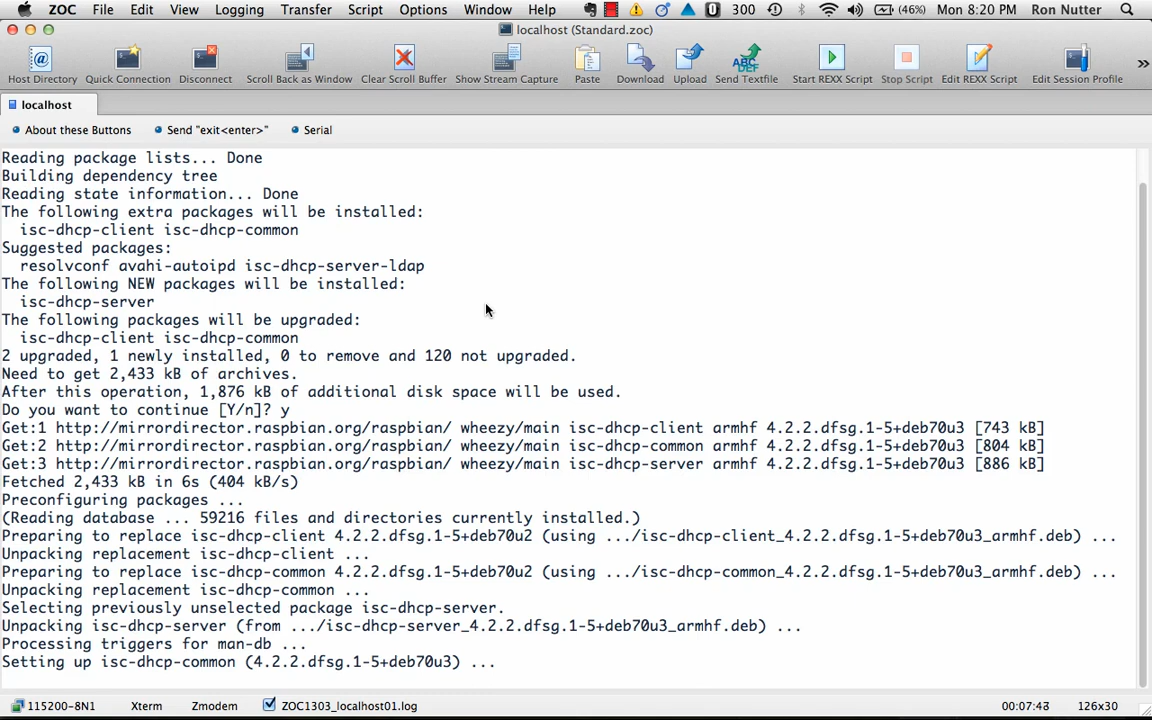 ZOC File Edit View Logging Transfer Script Options Window Help 300 (46%) Mon 8:20 PM Ron Nutter
localhost (Standard.zoc)
Host Directory Quick Connection Disconnect Scroll Back as Window Clear Scroll Buffer Show Stream Capture Paste Download Upload Send Textfile Start REXX Script Stop Script Edit REXX Script Edit Session Profile
localhost
About these Buttons Send "exit<enter>" Serial
Reading package lists... Done
Building dependency tree
Reading state information... Done
The following extra packages will be installed:
isc-dhcp-client isc-dhcp-common
Suggested packages:
resolvconf avahi-autoipd isc-dhcp-server-ldap
The following NEW packages will be installed:
isc-dhcp-server
The following packages will be upgraded:
isc-dhcp-client isc-dhcp-common
2 upgraded, 1 newly installed, 0 to remove and 120 not upgraded.
Need to get 2,433 kB of archives.
After this operation, 1,876 kB of additional disk space will be used.
Do you want to continue [Y/n]? y
Get:1 http://mirrordirector.raspbian.org/raspbian/ wheezy/main isc-dhcp-client armhf 4.2.2.dfsg.1-5+deb70u3 [743 kB]
Get:2 http://mirrordirector.raspbian.org/raspbian/ wheezy/main isc-dhcp-common armhf 4.2.2.dfsg.1-5+deb70u3 [804 kB]
Get:3 http://mirrordirector.raspbian.org/raspbian/ wheezy/main isc-dhcp-server armhf 4.2.2.dfsg.1-5+deb70u3 [886 kB]
Fetched 2,433 kB in 6s (404 kB/s)
Preconfiguring packages ...
(Reading database ... 59216 files and directories currently installed.)
Preparing to replace isc-dhcp-client 4.2.2.dfsg.1-5+deb70u2 (using .../isc-dhcp-client_4.2.2.dfsg.1-5+deb70u3_armhf.deb) ...
Unpacking replacement isc-dhcp-client ...
Preparing to replace isc-dhcp-common 4.2.2.dfsg.1-5+deb70u2 (using .../isc-dhcp-common_4.2.2.dfsg.1-5+deb70u3_armhf.deb) ...
Unpacking replacement isc-dhcp-common ...
Selecting previously unselected package isc-dhcp-server.
Unpacking isc-dhcp-server (from .../isc-dhcp-server_4.2.2.dfsg.1-5+deb70u3_armhf.deb) ...
Processing triggers for man-db ...
Setting up isc-dhcp-common (4.2.2.dfsg.1-5+deb70u3) ...
115200-8N1 Xterm Zmodem ZOC1303_localhost01.log 00:07:43 126x30